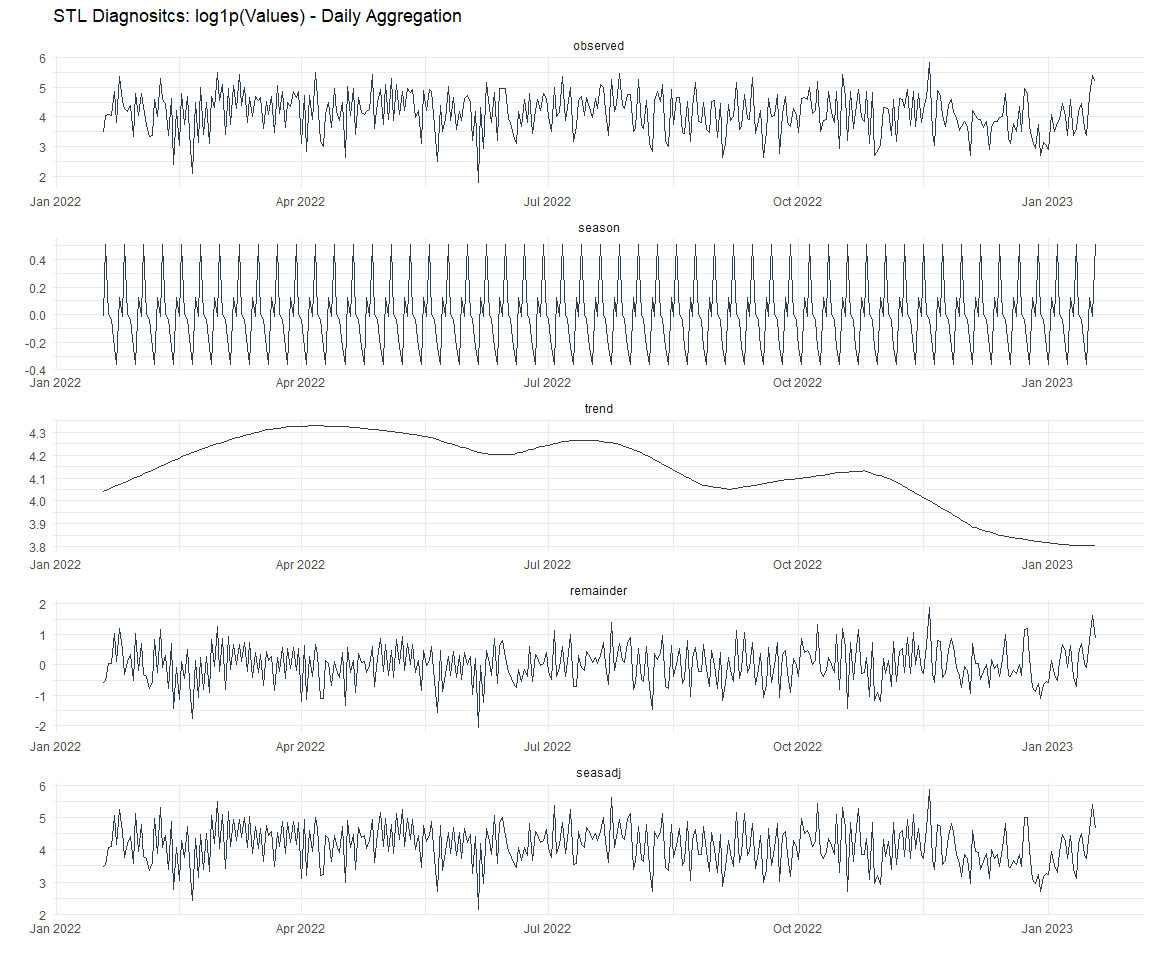 STL Diagnositcs: log1p(Values) - Daily Aggregation
observed
6
5
4
3
2
Jan 2022 Apr 2022 Jul 2022 Oct 2022 Jan 2023
season
0.4
0.2
0.0
-0.2
-0.4
Jan 2022 Apr 2022 Jul 2022 Oct 2022 Jan 2023
trend
4.3
4.2
4.1
4.0
3.9
3.8
Jan 2022 Apr 2022 Jul 2022 Oct 2022 Jan 2023
remainder
2
1
0
-1
-2
Jan 2022 Apr 2022 Jul 2022 Oct 2022 Jan 2023
seasadj
6
5
4
3
2
Jan 2022 Apr 2022 Jul 2022 Oct 2022 Jan 2023